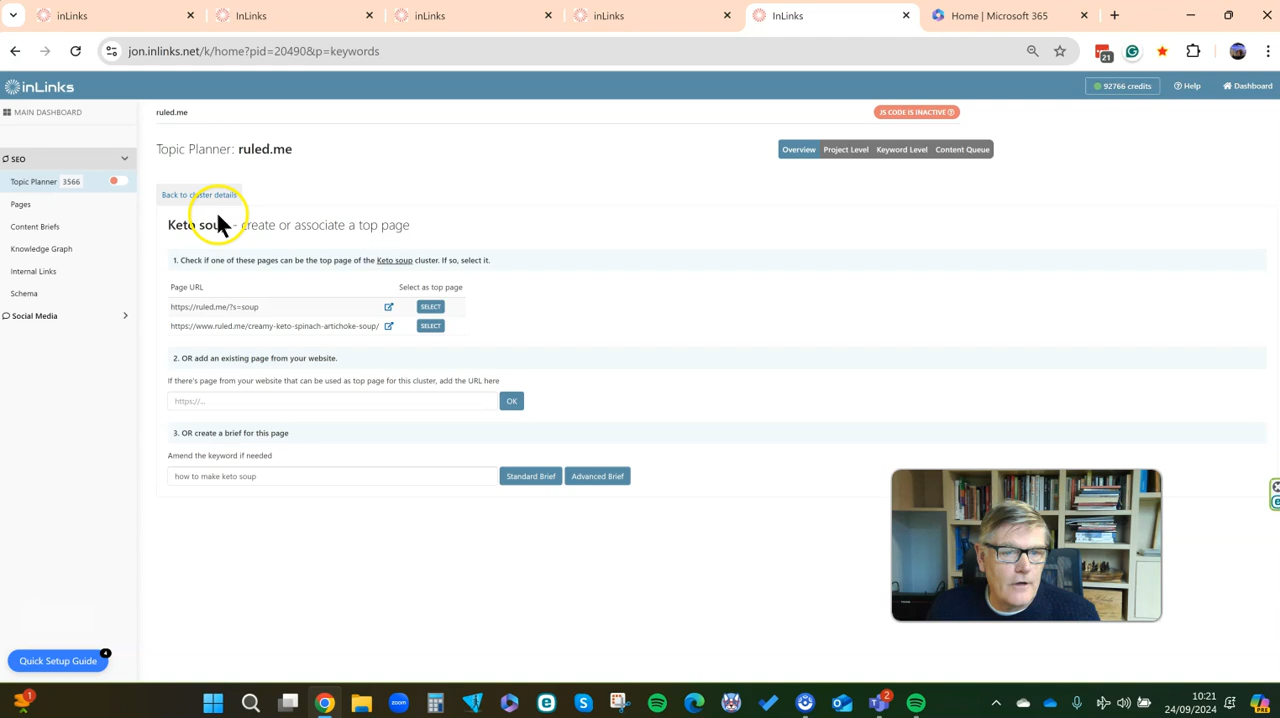 inLinks
InLinks
inLinks
inLinks
InLinks
Home | Microsoft 365
jon.inlinks.net/k/home?pid=20490&p=keywords
21
inLinks
92766 credits
Help
Dashboard
MAIN DASHBOARD
ruled.me
JS CODE IS INACTIVE
Topic Planner: ruled.me
Overview
Project Level
Keyword Level
Content Queue
SEO
Topic Planner 3566
Pages
Content Briefs
Knowledge Graph
Internal Links
Schema
Social Media
Back to cluster details
Keto soup - create or associate a top page
1. Check if one of these pages can be the top page of the Keto soup cluster. If so, select it.
Page URL
Select as top page
https://ruled.me/?s=soup
SELECT
https://www.ruled.me/creamy-keto-spinach-artichoke-soup/
SELECT
2. OR add an existing page from your website.
If there's page from your website that can be used as top page for this cluster, add the URL here
https://...
OK
3. OR create a brief for this page
Amend the keyword if needed
how to make keto soup
Standard Brief
Advanced Brief
Quick Setup Guide
4
1
zoom
2
10:21
24/09/2024
PRE